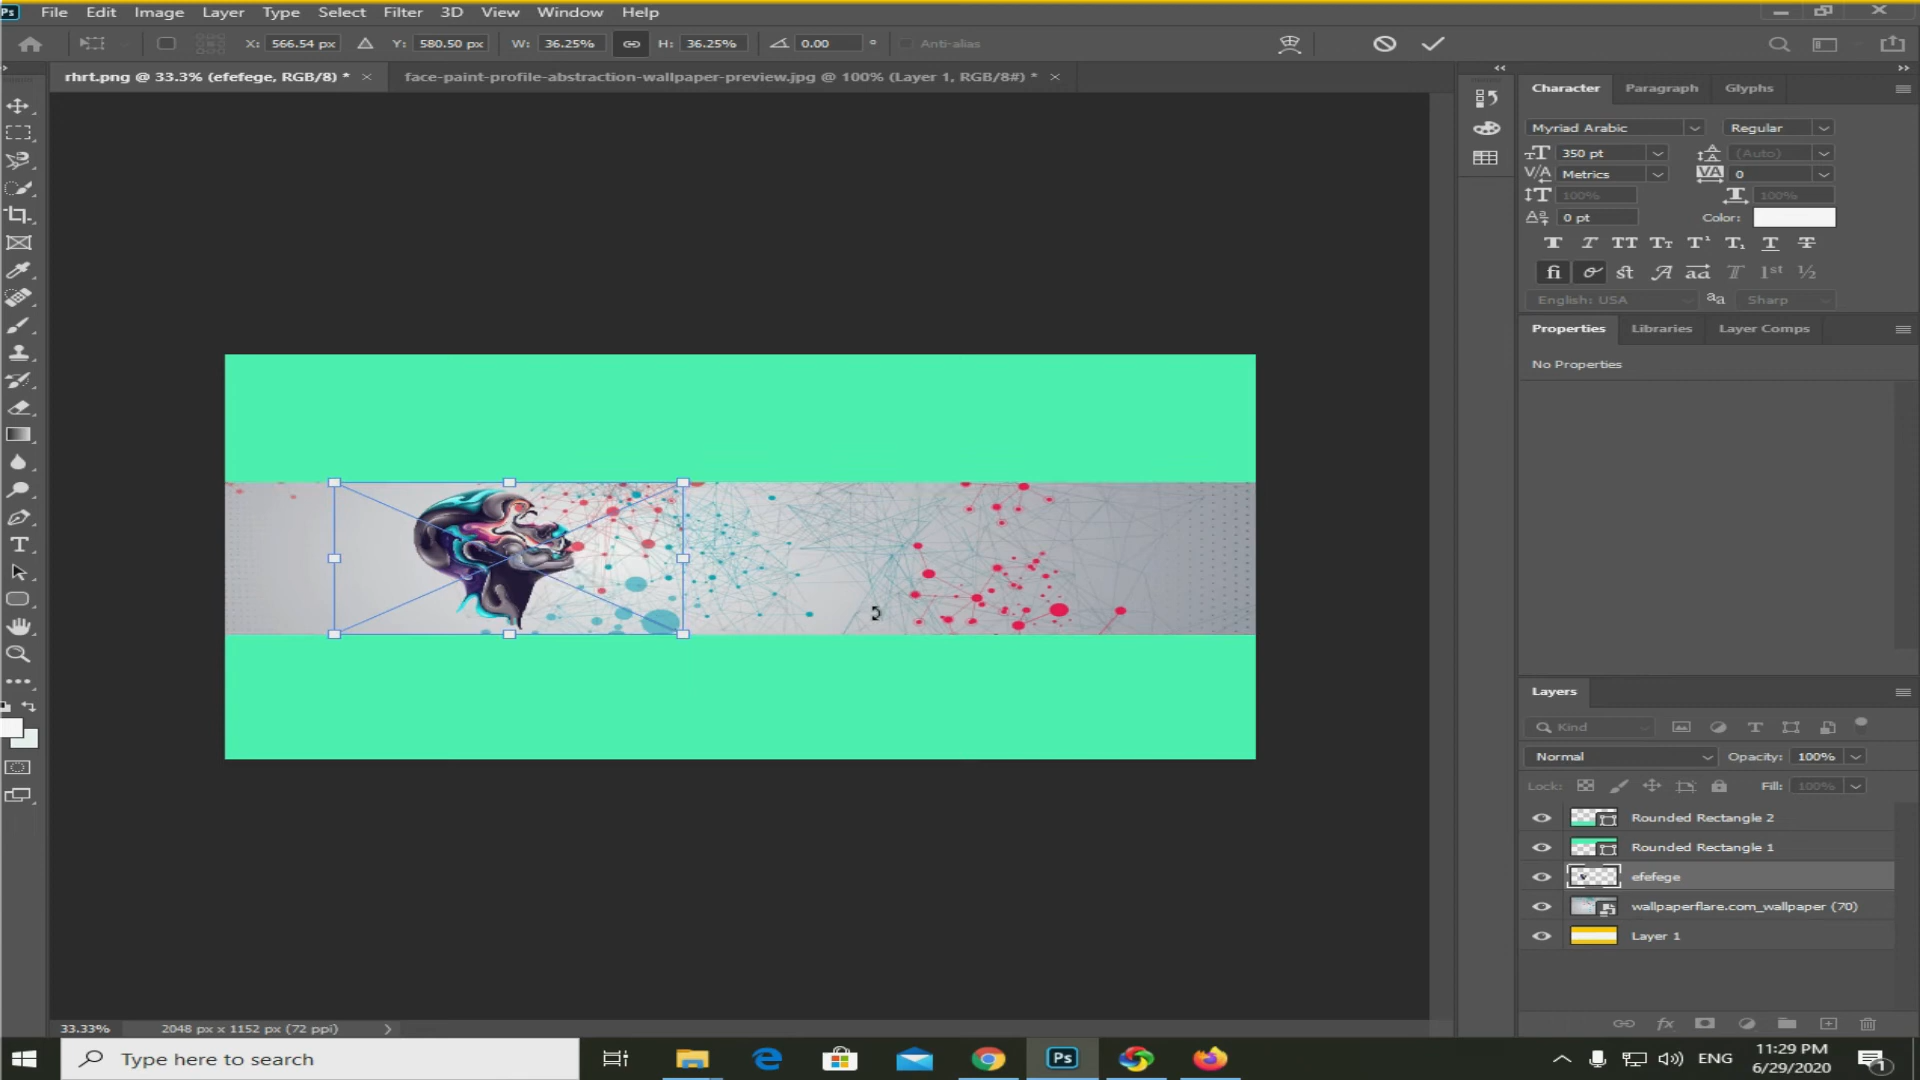 Ps File Edit Image Layer Type Select Filter 3D View Window Help
X: 566.54 px Y: 580.50 px W: 36.25% H: 36.25% 0.00 ° Anti-alias
rhrt.png @ 33.3% (efefege, RGB/8) * × face-paint-profile-abstraction-wallpaper-preview.jpg @ 100% (Layer 1, RGB/8#) * ×
Character Paragraph Glyphs
Myriad Arabic Regular
350 pt (Auto)
Metrics 0
100% 100%
0 pt Color:
English: USA aa Sharp
Properties Libraries Layer Comps
No Properties
Layers
Kind
Normal Opacity: 100%
Lock: Fill: 100%
Rounded Rectangle 2
Rounded Rectangle 1
efefege
wallpaperflare.com_wallpaper (70)
Layer 1
33.33% 2048 px x 1152 px (72 ppi)
Type here to search
Ps
ENG
11:29 PM
6/29/2020
1